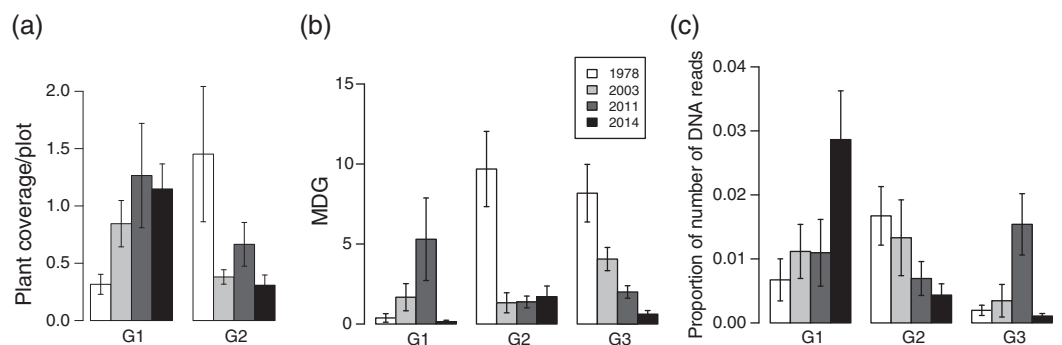 (a)
Plant coverage/plot
2.0
1.5
1.0
0.5
0.0
G1 G2
(b)
MDG
15
10
5
0
G1 G2 G3
1978
2003
2011
2014
(c)
Proportion of number of DNA reads
0.04
0.03
0.02
0.01
0.00
G1 G2 G3